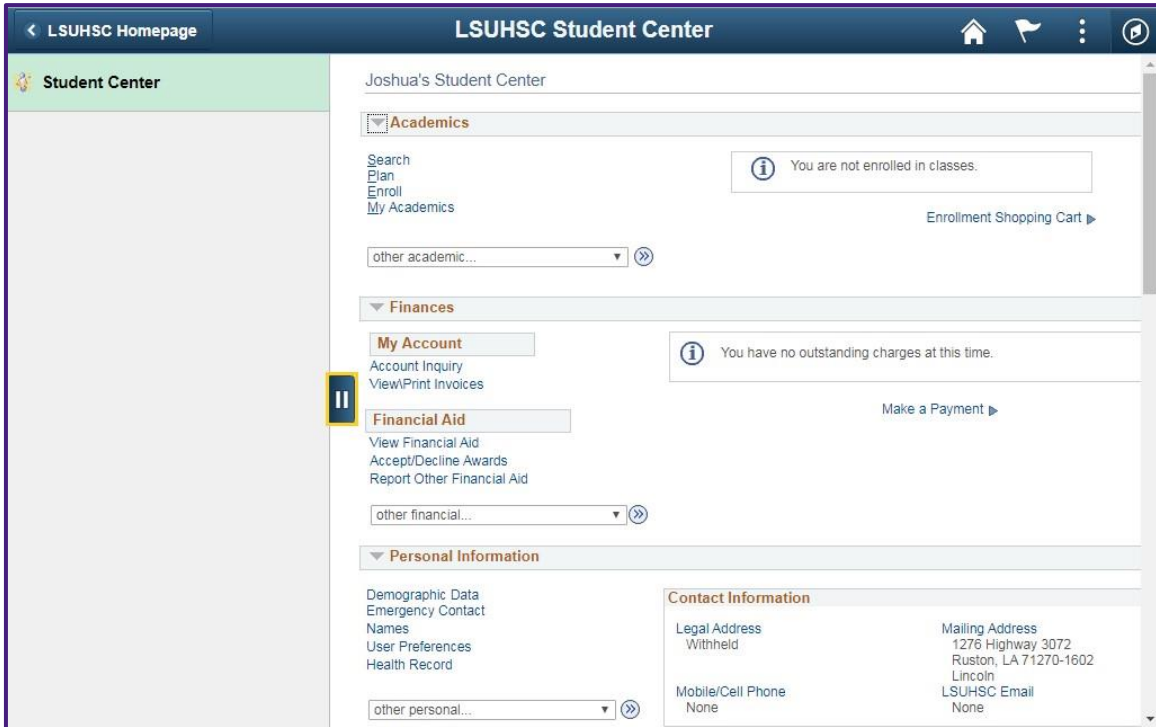 LSUHSC Homepage
LSUHSC Student Center
Student Center
Joshua's Student Center
Academics
Search
Plan
Enroll
My Academics
You are not enrolled in classes.
Enrollment Shopping Cart
other academic...
Finances
My Account
Account Inquiry
View\Print Invoices
You have no outstanding charges at this time.
Make a Payment
Financial Aid
View Financial Aid
Accept/Decline Awards
Report Other Financial Aid
other financial...
Personal Information
Demographic Data
Emergency Contact
Names
User Preferences
Health Record
other personal...
Contact Information
Legal Address
Withheld
Mailing Address
1276 Highway 3072
Ruston, LA 71270-1602
Lincoln
Mobile/Cell Phone
None
LSUHSC Email
None